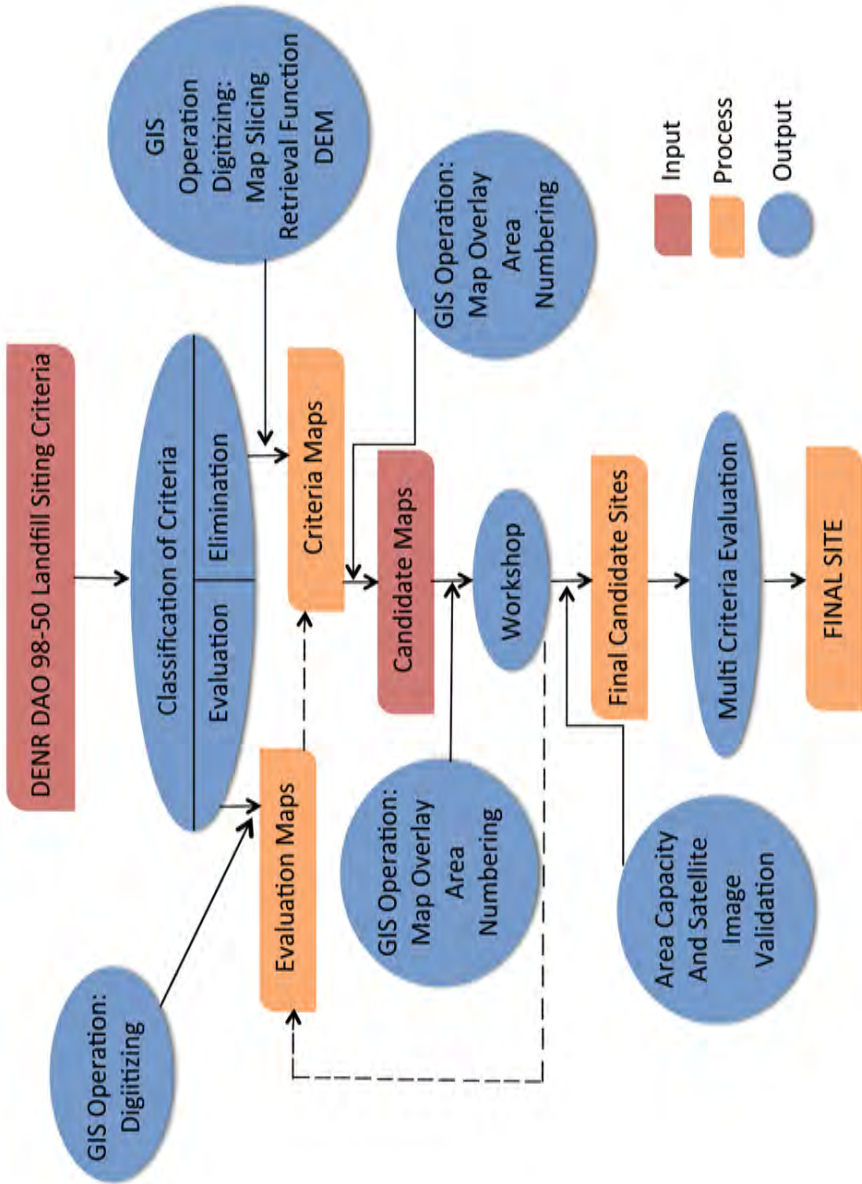 DENR DAO 98-50 Landfill Siting Criteria
Classification of Criteria
Evaluation
Elimination
GIS Operation:
Digiitizing
GIS
Operation
Digitizing:
Map Slicing
Retrieval Function
DEM
Evaluation Maps
Criteria Maps
GIS Operation:
Map Overlay
Area
Numbering
GIS Operation:
Map Overlay
Area
Numbering
Candidate Maps
Workshop
Area Capacity
And Satellite
Image
Validation
Final Candidate Sites
Multi Criteria Evaluation
FINAL SITE
Input
Process
Output